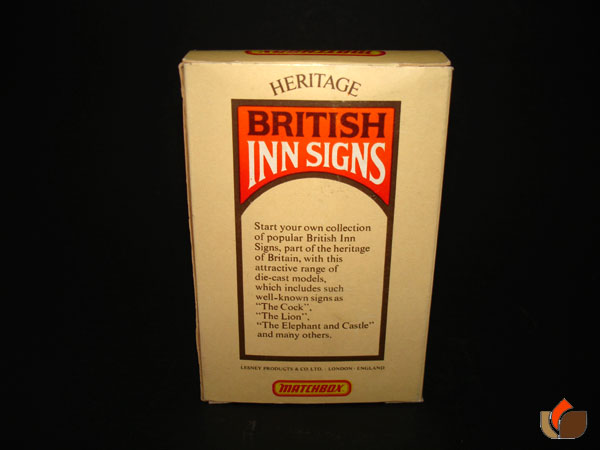 HERITAGE
BRITISH
INN SIGNS
Start your own collection
of popular British Inn
Signs, part of the heritage
of Britain, with this
attractive range of
die-cast models,
which includes such
well-known signs as
"The Cock",
"The Lion",
"The Elephant and Castle"
and many others.
LESNEY PRODUCTS & CO. LTD. · LONDON · ENGLAND
MATCHBOX